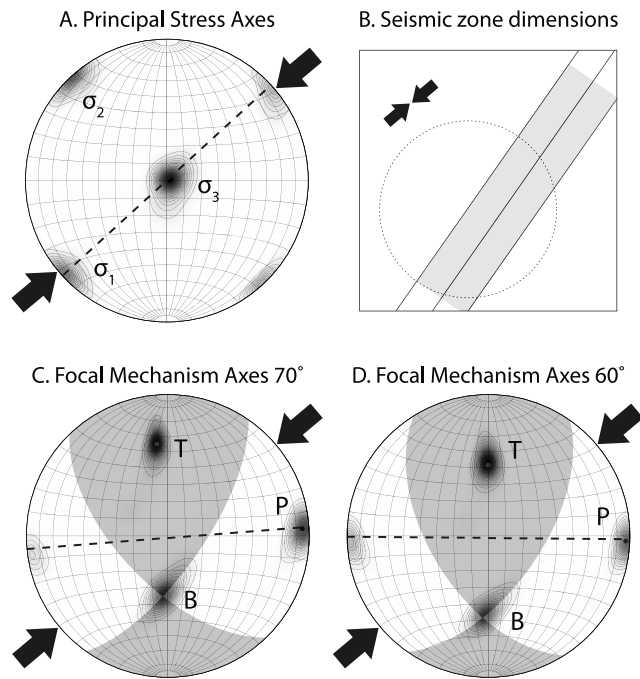 A. Principal Stress Axes
B. Seismic zone dimensions
σ2
σ3
σ1
C. Focal Mechanism Axes 70°
D. Focal Mechanism Axes 60°
T
P
B
T
P
B